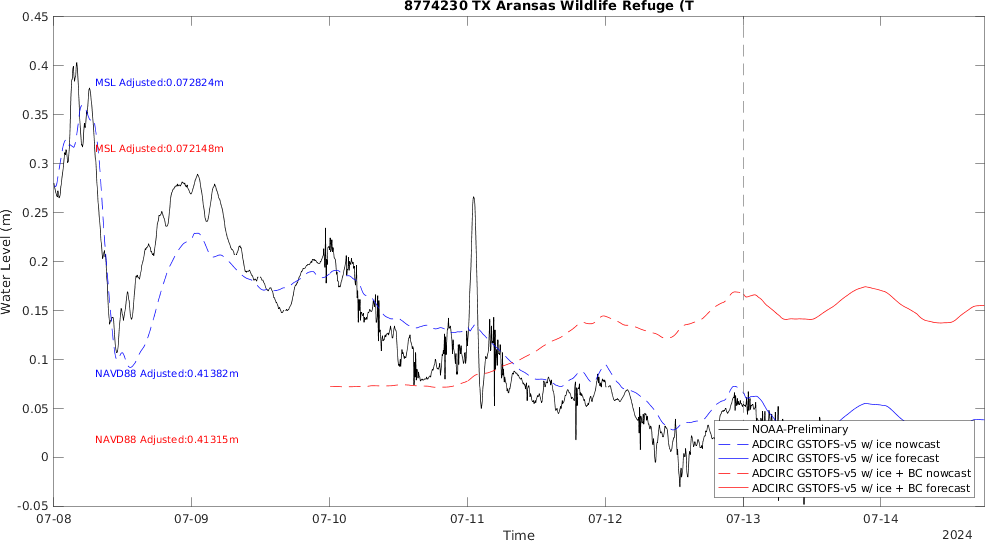 8774230 TX Aransas Wildlife Refuge (T
0.45
0.4
0.35
0.3
0.25
0.2
0.15
0.1
0.05
0
-0.05
Water Level (m)
MSL Adjusted:0.072824m
MSL Adjusted:0.072148m
NAVD88 Adjusted:0.41382m
NAVD88 Adjusted:0.41315m
NOAA-Preliminary
ADCIRC GSTOFS-v5 w/ ice nowcast
ADCIRC GSTOFS-v5 w/ ice forecast
ADCIRC GSTOFS-v5 w/ ice + BC nowcast
ADCIRC GSTOFS-v5 w/ ice + BC forecast
07-08 07-09 07-10 07-11 07-12 07-13 07-14
Time
2024